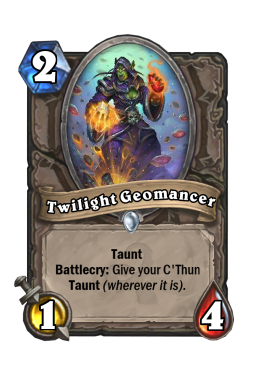 2
Twilight Geomancer
Taunt
Battlecry: Give your C'Thun
Taunt (wherever it is).
1
4